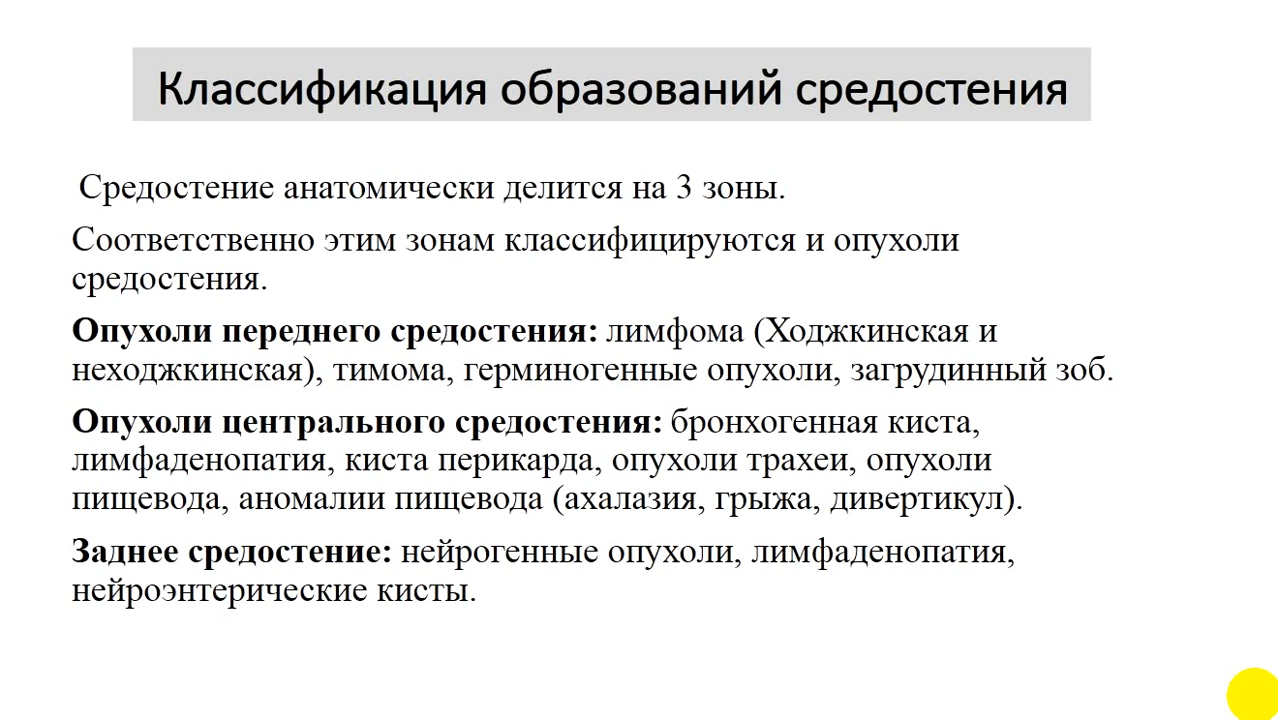 Классификация образований средостения
Средостение анатомически делится на 3 зоны.
Соответственно этим зонам классифицируются и опухоли
средостения.
Опухоли переднего средостения: лимфома (Ходжкинская и
неходжкинская), тимома, герминогенные опухоли, загрудинный зоб.
Опухоли центрального средостения: бронхогенная киста,
лимфаденопатия, киста перикарда, опухоли трахеи, опухоли
пищевода, аномалии пищевода (ахалазия, грыжа, дивертикул).
Заднее средостение: нейрогенные опухоли, лимфаденопатия,
нейроэнтерические кисты.